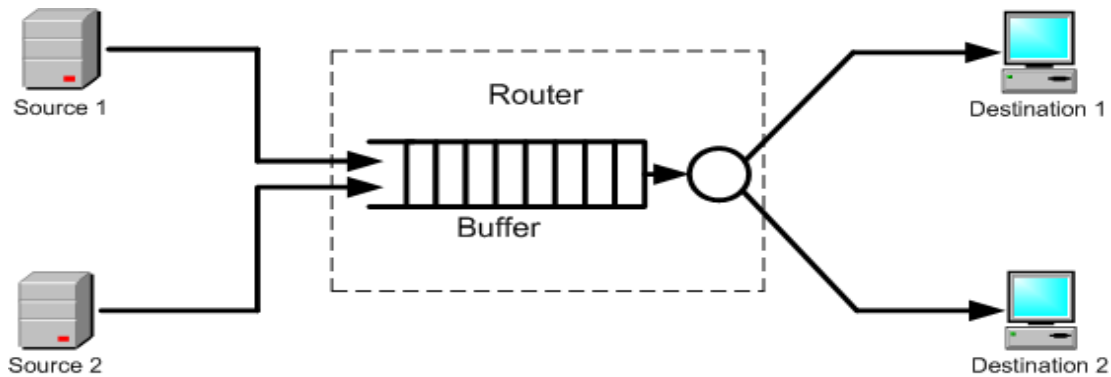 Source 1
Router
Destination 1
Buffer
Source 2
Destination 2